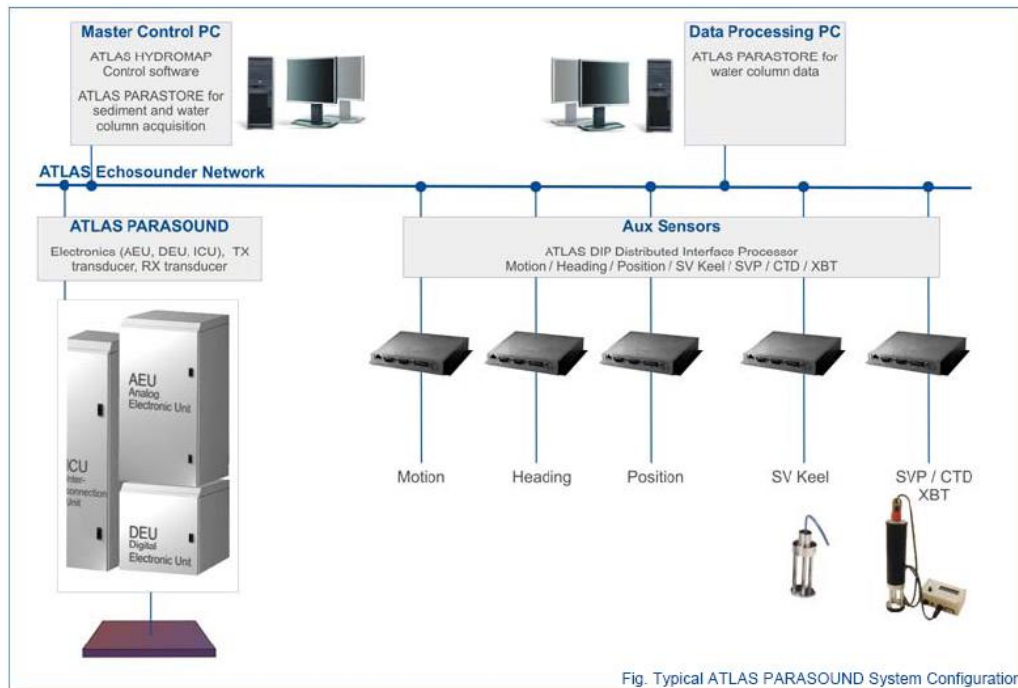 Master Control PC
ATLAS HYDROMAP
Control software
ATLAS PARASTORE for
sediment and water
column acquisition
Data Processing PC
ATLAS PARASTORE for
water column data
ATLAS Echosounder Network
ATLAS PARASOUND
Electronics (AEU, DEU, ICU), TX
transducer, RX transducer
Aux Sensors
ATLAS DIP Distributed Interface Processor
Motion / Heading / Position / SV Keel / SVP / CTD / XBT
AEU
Analog
Electronic Unit
ICU
Inter-
connection
Unit
DEU
Digital
Electronic Unit
Motion
Heading
Position
SV Keel
SVP / CTD
XBT
Fig. Typical ATLAS PARASOUND System Configuration